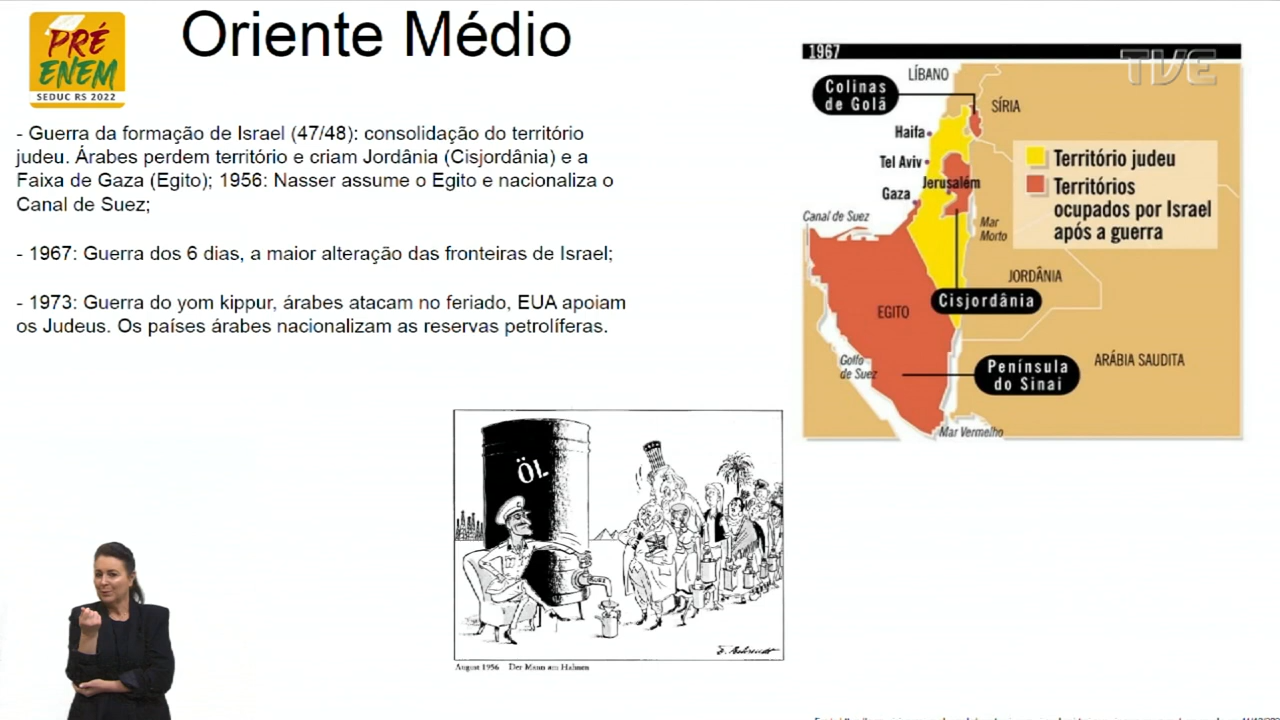 PRÉ
ENEM
SEDUC RS 2022
Oriente Médio
- Guerra da formação de Israel (47/48): consolidação do território
judeu. Árabes perdem território e criam Jordânia (Cisjordânia) e a
Faixa de Gaza (Egito); 1956: Nasser assume o Egito e nacionaliza o
Canal de Suez;
- 1967: Guerra dos 6 dias, a maior alteração das fronteiras de Israel;
- 1973: Guerra do yom kippur, árabes atacam no feriado, EUA apoiam
os Judeus. Os países árabes nacionalizam as reservas petrolíferas.
1967
TVE
LÍBANO
Colinas
de Golã
SÍRIA
Haifa
Tel Aviv
Jerusalém
Gaza
Território judeu
Territórios
ocupados por Israel
após a guerra
Canal de Suez
Mar
Morto
JORDÂNIA
Cisjordânia
EGITO
Golfo
de Suez
Península
do Sinai
ARÁBIA SAUDITA
Mar Vermelho
ÖL
August 1956 Der Mann am Hahnen